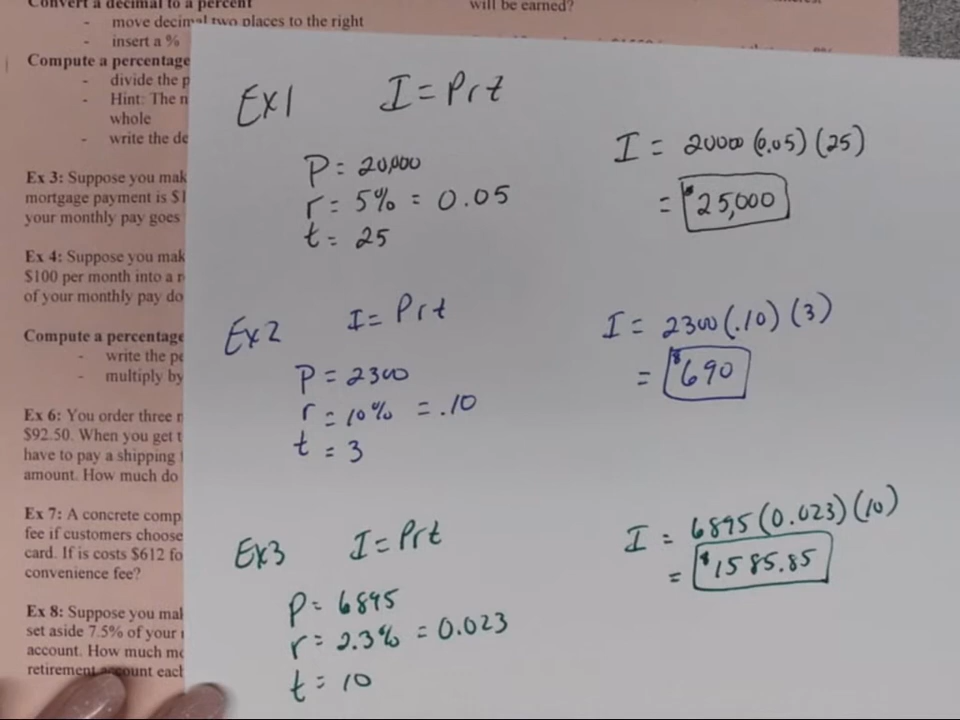 Convert a decimal to a percent
will be earned?
- move decimal two places to the right
- insert a %
Compute a percentage
- divide the p
- Hint: The n
whole
- write the de
Ex 3: Suppose you mak
mortgage payment is $1
your monthly pay goes
Ex 4: Suppose you mak
$100 per month into a r
of your monthly pay do
Compute a percentage
- write the pe
- multiply by
Ex 6: You order three r
$92.50. When you get t
have to pay a shipping
amount. How much do
Ex 7: A concrete comp
fee if customers choose
card. If is costs $612 fo
convenience fee?
Ex 8: Suppose you mal
set aside 7.5% of your
account. How much mo
retirement account each
Ex1 I = Prt
P = 20,000
r = 5% = 0.05
t = 25
I = 20000 (0.05) (25)
= $25,000
Ex2 I = Prt
P = 2300
r = 10% = .10
t = 3
I = 2300 (.10) (3)
= $690
Ex3 I = Prt
P = 6895
r = 2.3% = 0.023
t = 10
I = 6895 (0.023) (10)
= $1585.85